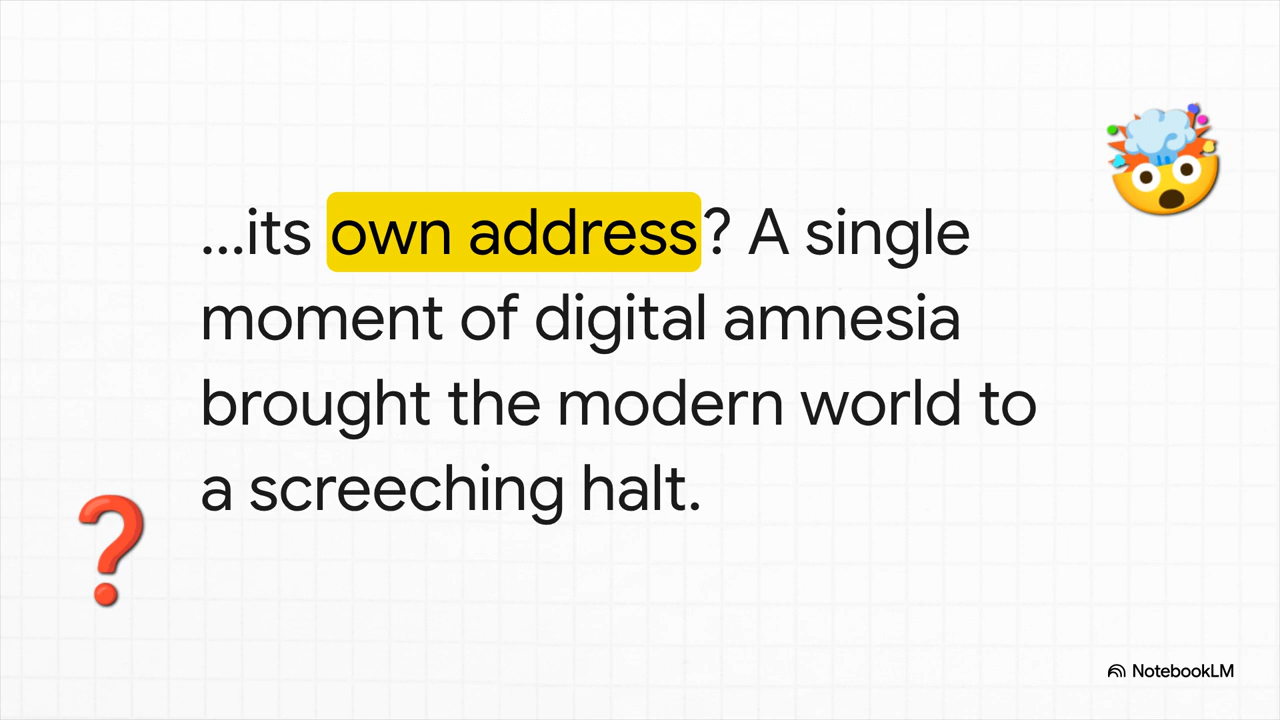 ...its own address? A single
moment of digital amnesia
brought the modern world to
a screeching halt.
NotebookLM